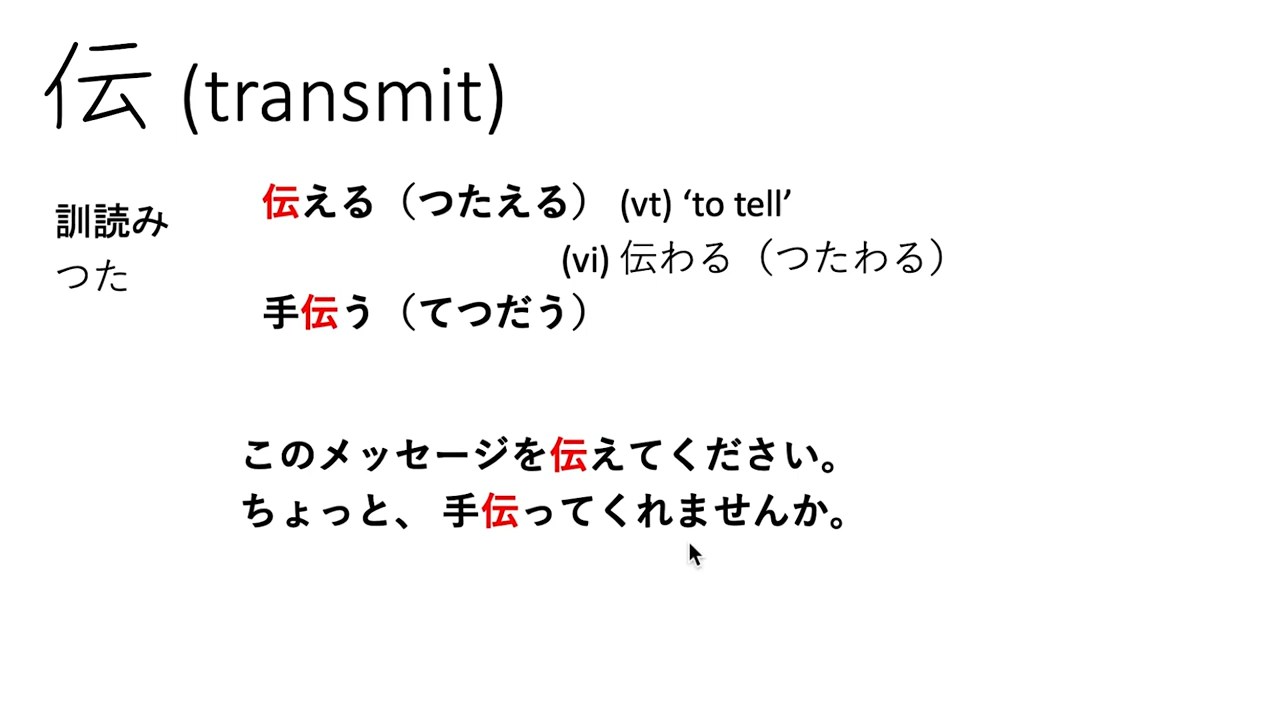 伝 (transmit)
訓読み
つた
伝える（つたえる） (vt) ‘to tell’
(vi) 伝わる（つたわる）
手伝う（てつだう）
このメッセージを伝えてください。
ちょっと、 手伝ってくれませんか。